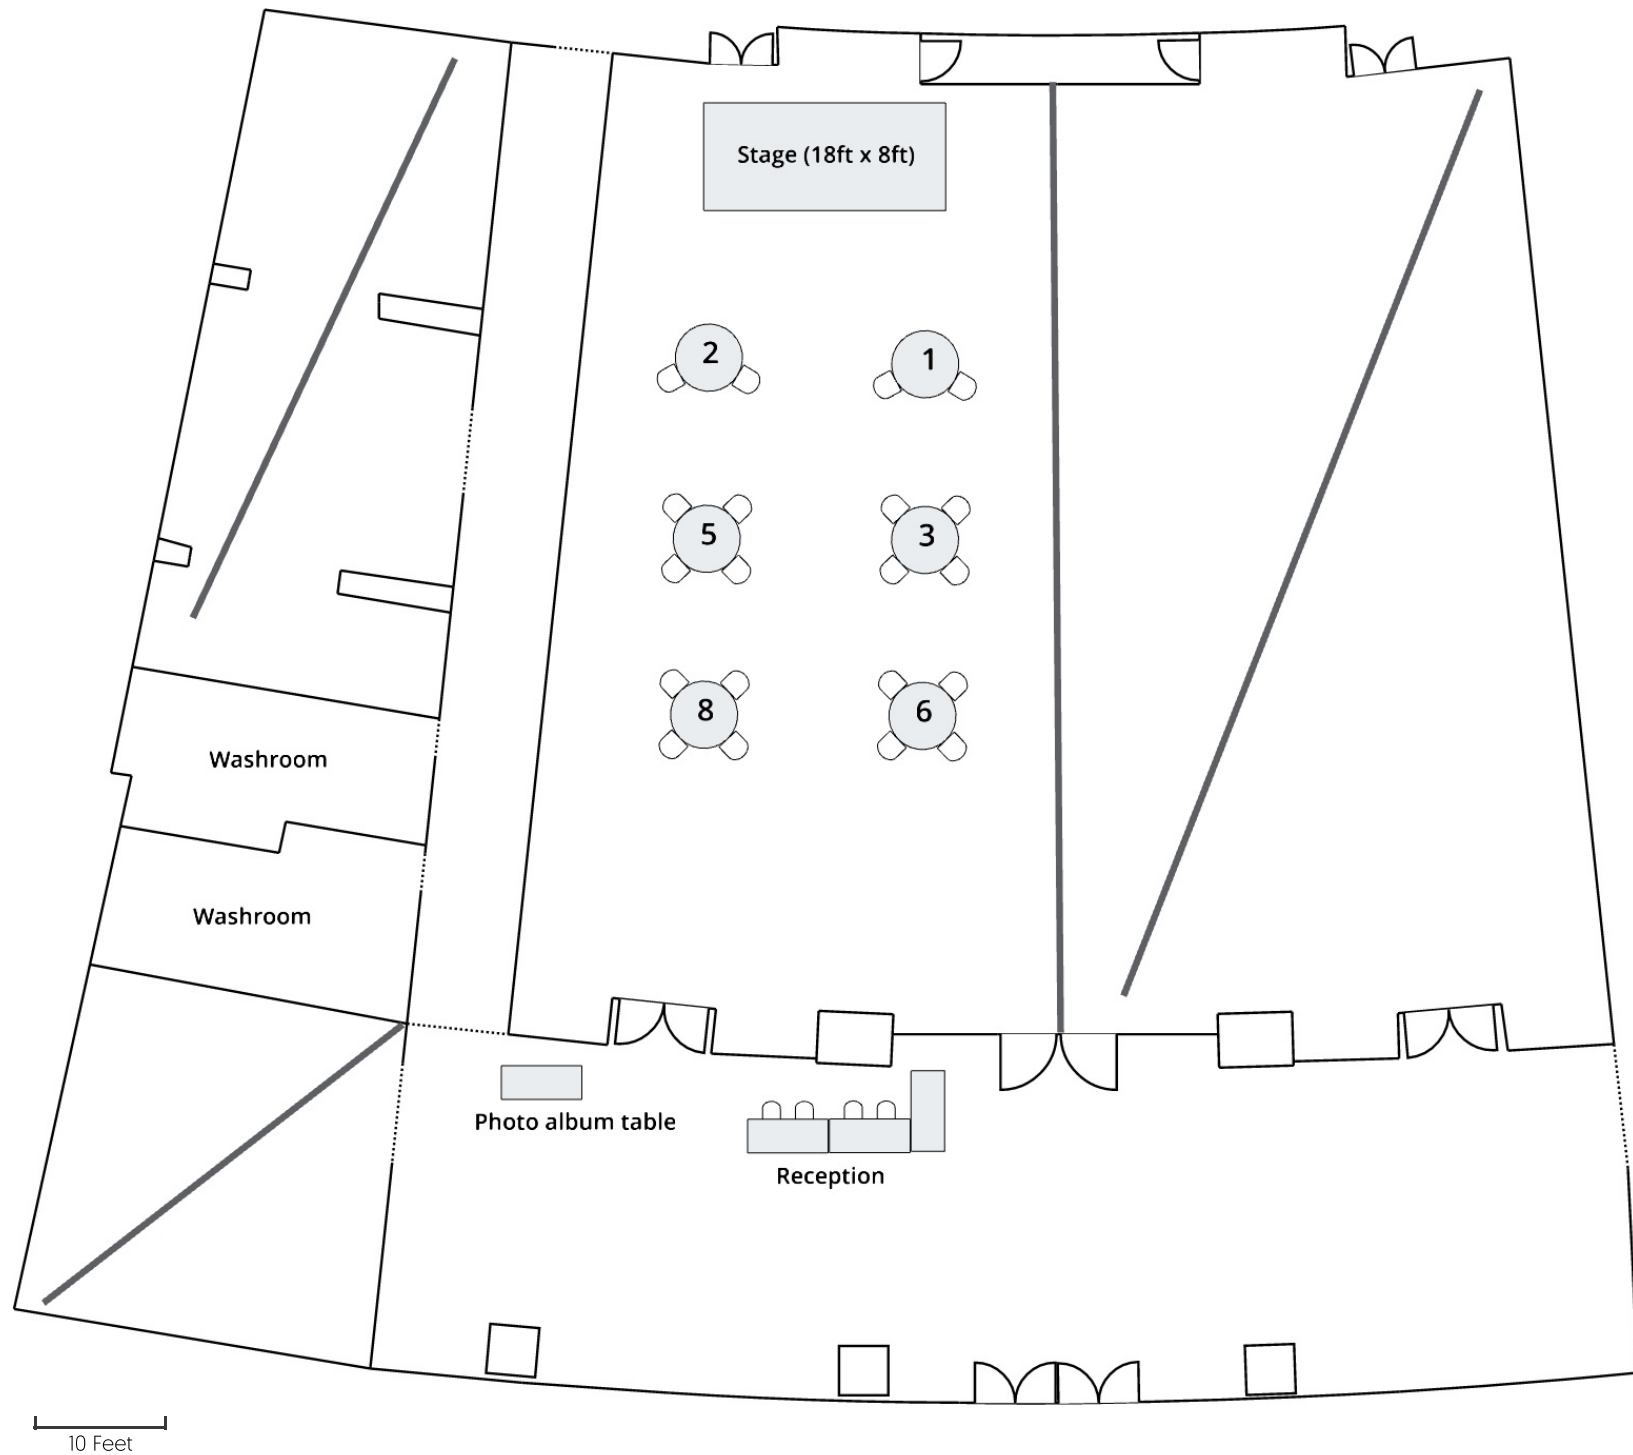 Stage (18ft x 8ft)
2
1
5
3
8
6
Washroom
Washroom
Photo album table
Reception
10 Feet